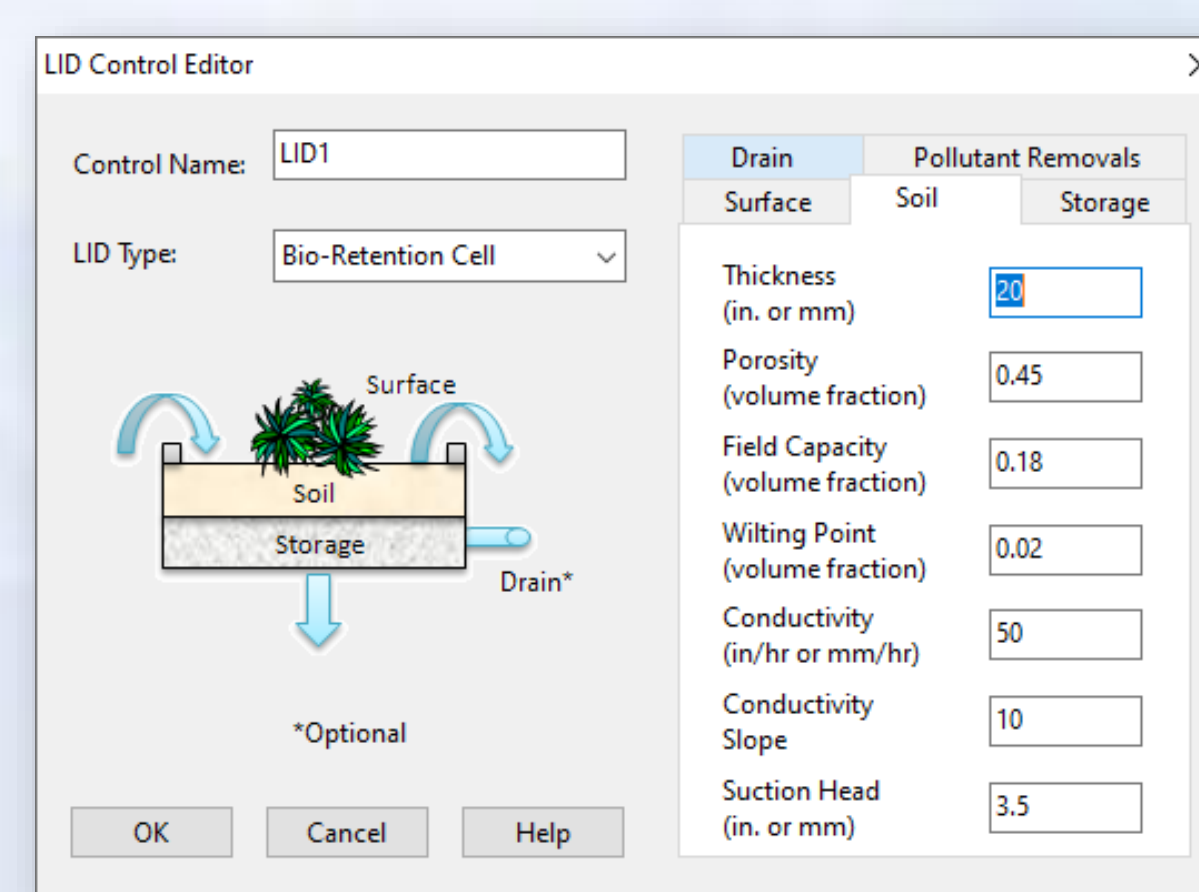 LID Control Editor
Control Name:
LID1
LID Type:
Bio-Retention Cell
Surface
Soil
Storage
Drain*
*Optional
OK
Cancel
Help
Drain
Pollutant Removals
Surface
Soil
Storage
Thickness
(in. or mm)
20
Porosity
(volume fraction)
0.45
Field Capacity
(volume fraction)
0.18
Wilting Point
(volume fraction)
0.02
Conductivity
(in/hr or mm/hr)
50
Conductivity
Slope
10
Suction Head
(in. or mm)
3.5